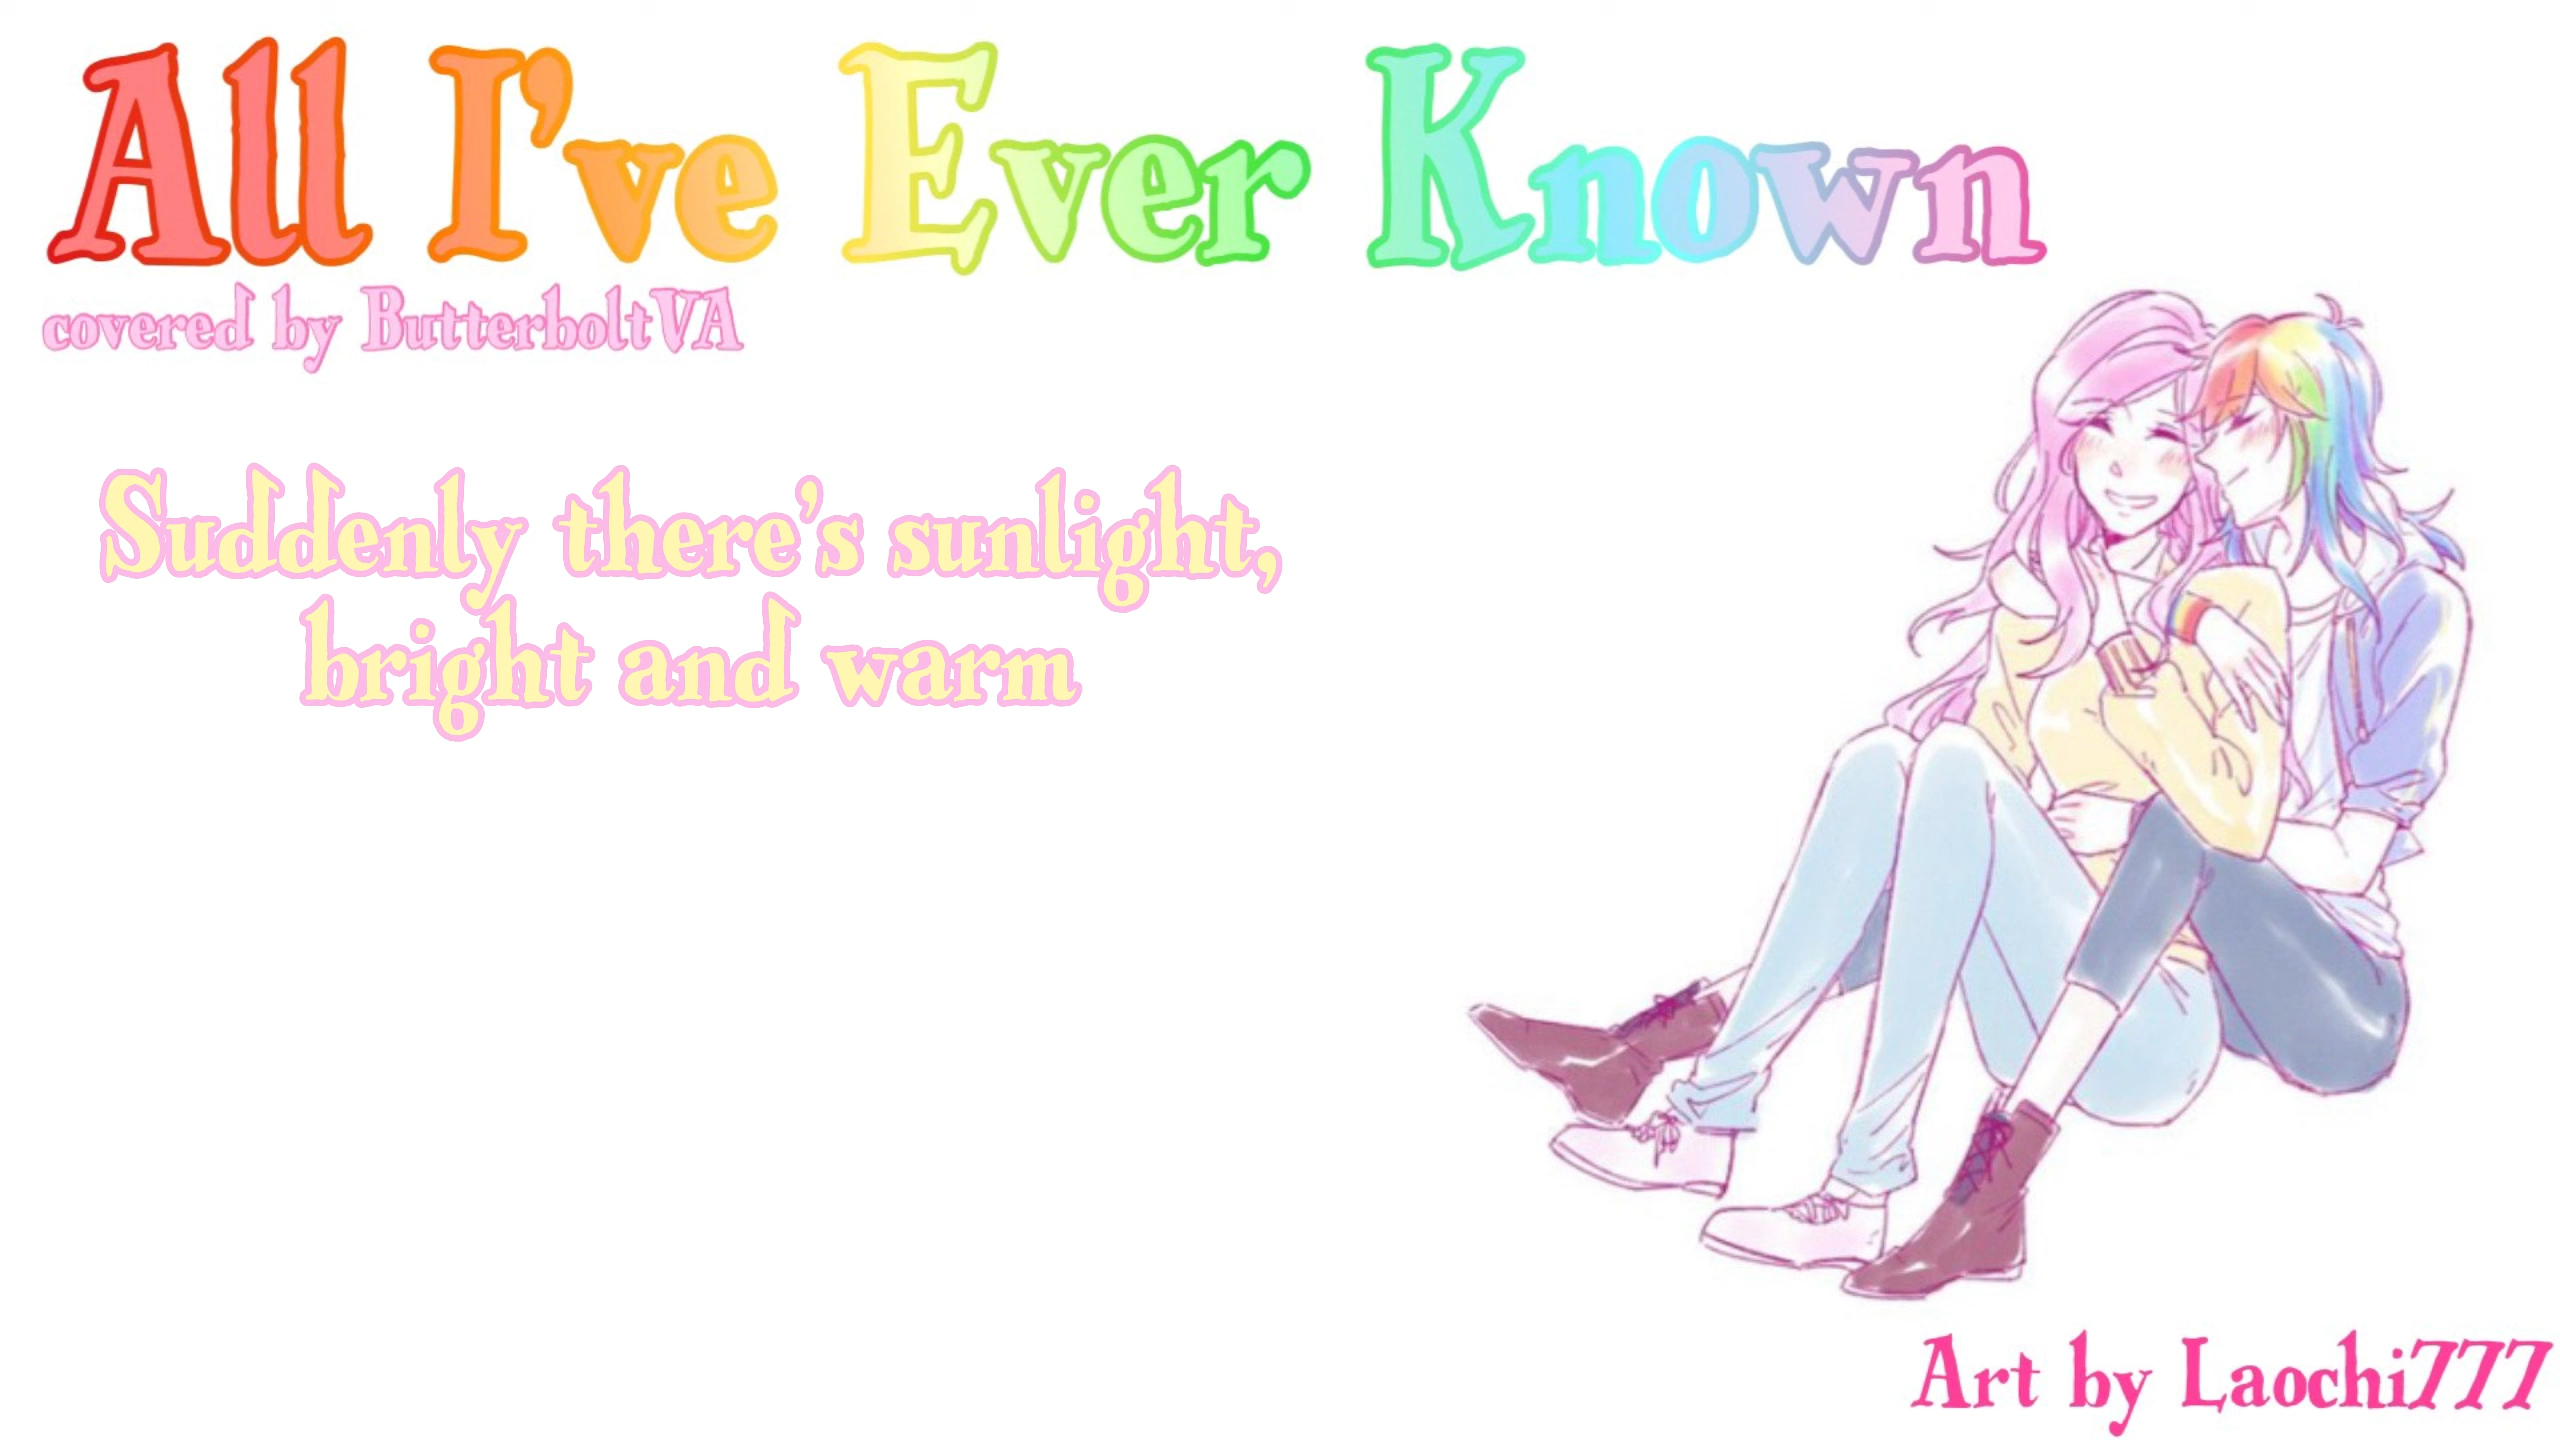 All I've Ever Known
covered by ButterboltVA
Suddenly there's sunlight,
bright and warm
Art by Laochi777